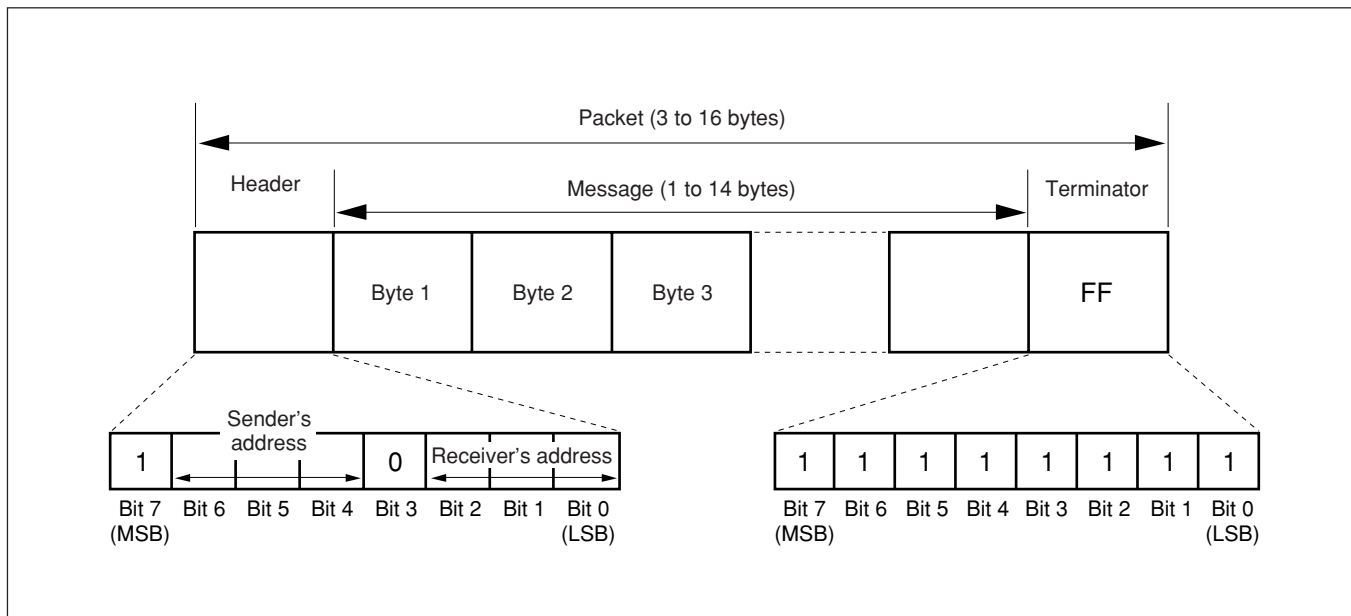 Packet (3 to 16 bytes)
Header
Message (1 to 14 bytes)
Terminator
Byte 1
Byte 2
Byte 3
FF
Sender’s
address
1
0
Receiver’s address
Bit 7
(MSB)
Bit 6
Bit 5
Bit 4
Bit 3
Bit 2
Bit 1
Bit 0
(LSB)
1 1 1 1 1 1 1 1
Bit 7
(MSB)
Bit 6
Bit 5
Bit 4
Bit 3
Bit 2
Bit 1
Bit 0
(LSB)